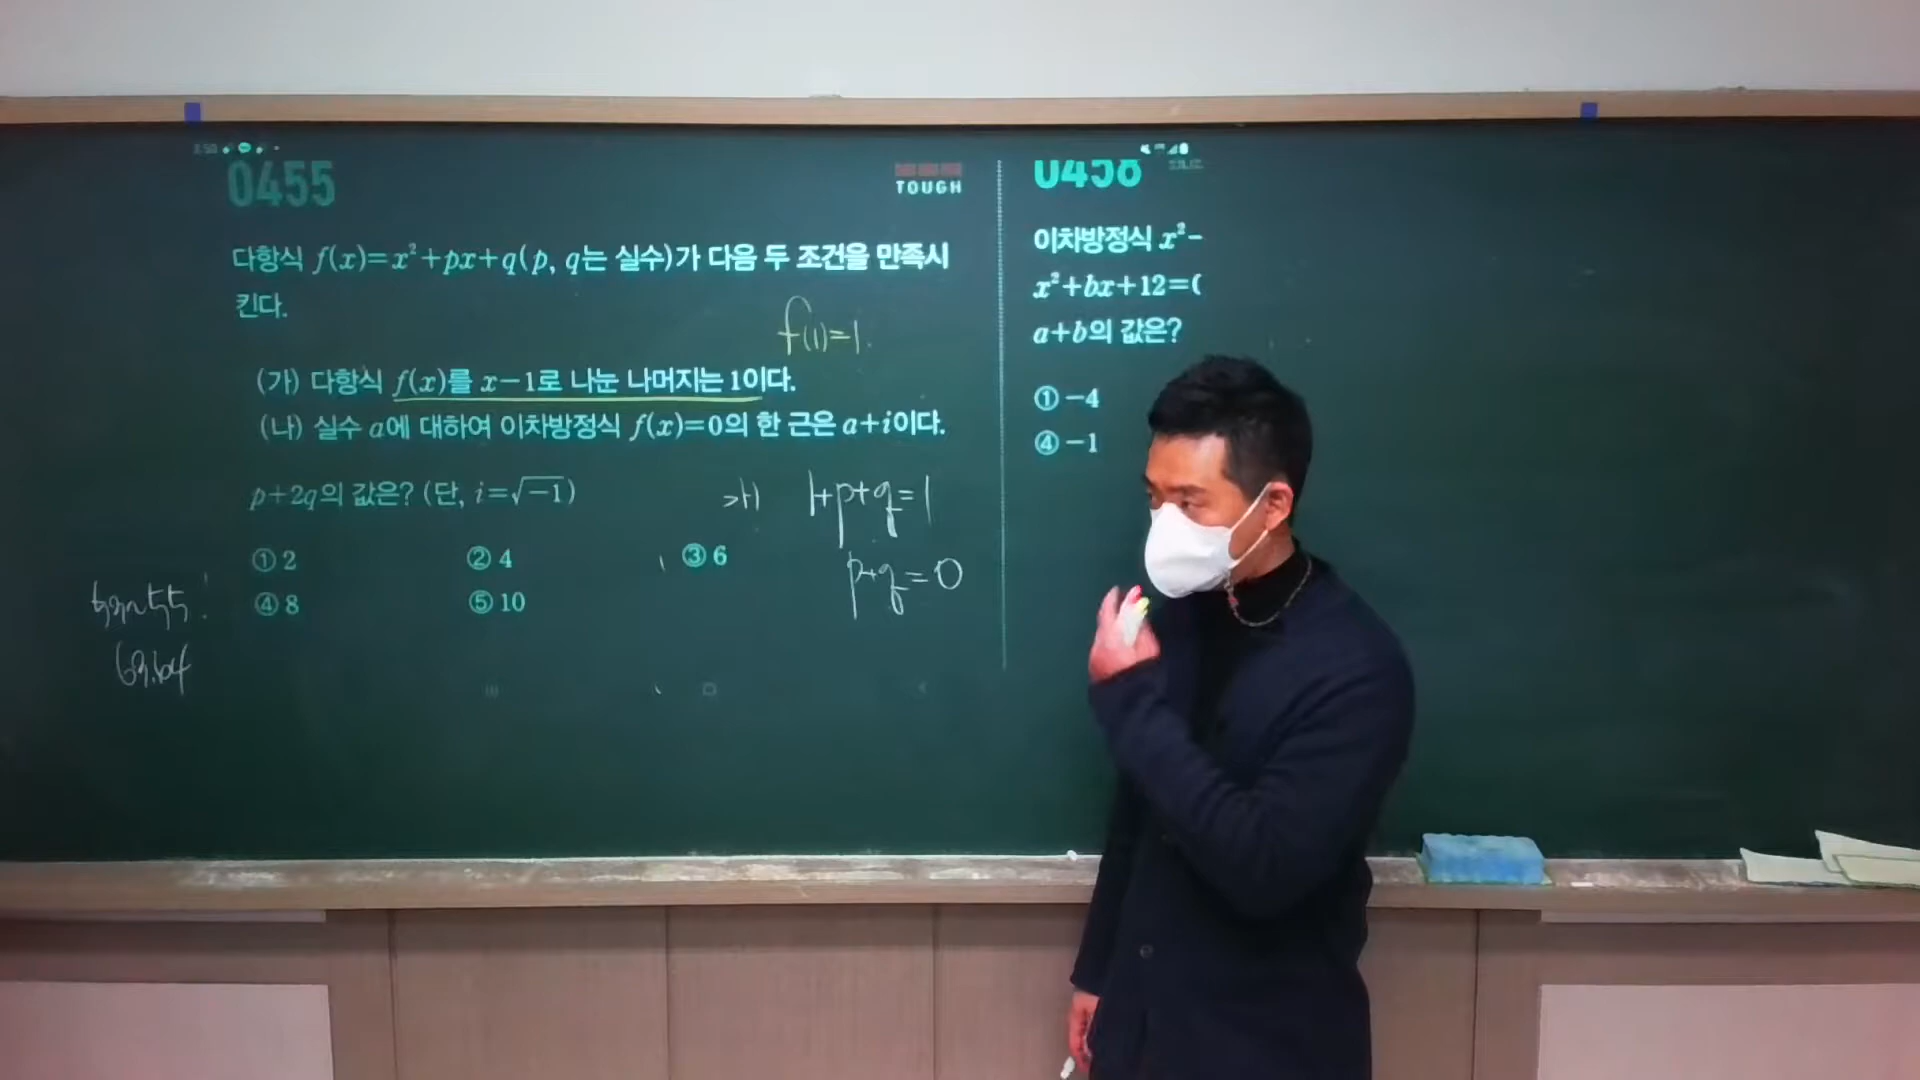 0455
TOUGH
다항식 f(x)=x²+px+q(p, q는 실수)가 다음 두 조건을 만족시
킨다.
f(1)=1.
(가) 다항식 f(x)를 x-1로 나눈 나머지는 1이다.
(나) 실수 a에 대하여 이차방정식 f(x)=0의 한 근은 a+i이다.
p+2q의 값은? (단, i=√-1)
가) 1+p+q=1
p+q=0
① 2
② 4
③ 6
④ 8
⑤ 10
63.64
이차방정식 x²-
x²+bx+12=(
a+b의 값은?
① -4
④ -1